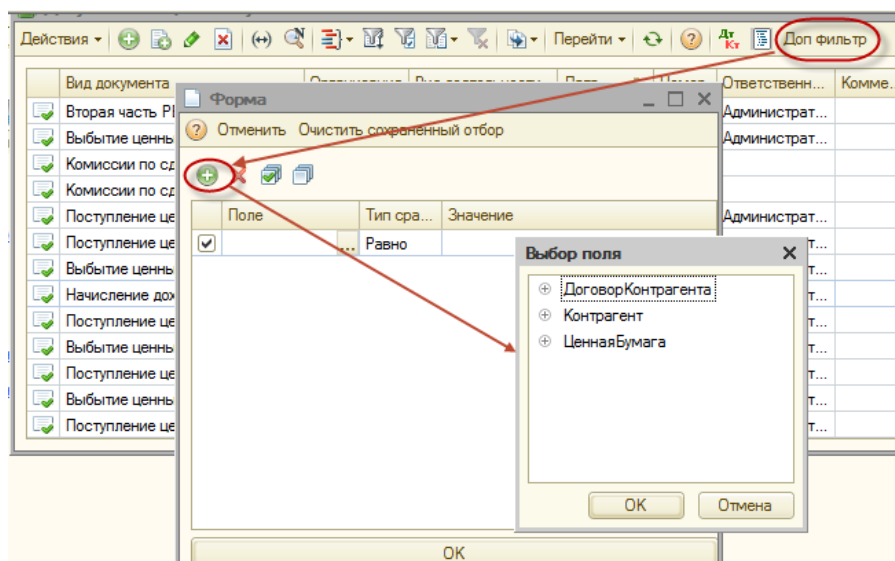 Действия Перейти Доп Фильтр
Вид документа Ответственн... Комме...
Форма
Отменить Очистить сохраненный отбор
Поле Тип сра... Значение
Равно
Вторая часть Администрат...
Выбытие ценны Администрат...
Комиссии по сд
Комиссии по сд
Поступление це Администрат...
Поступление це
Выбытие ценны
Начисление дох
Поступление це
Выбытие ценны
Поступление це
Выбытие ценны
Поступление це
Выбор поля
ДоговорКонтрагента
Контрагент
ЦеннаяБумага
OK Отмена
OK